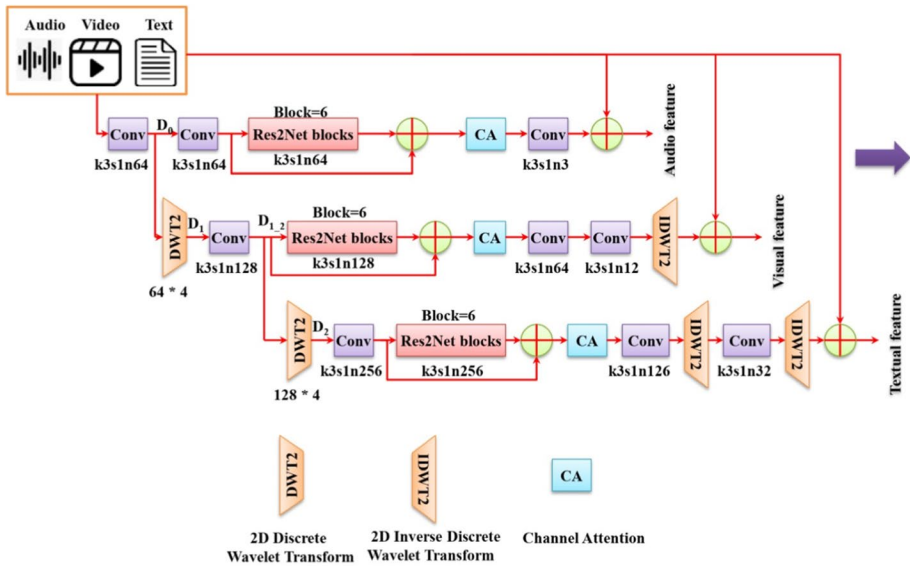 Audio Video Text
Block=6
Conv D0 Conv Res2Net blocks CA Conv
k3s1n64 k3s1n64 k3s1n64 k3s1n3
Audio feature
Block=6
DWT2 D1 Conv D1_2 Res2Net blocks CA Conv Conv IDWT2
k3s1n128 k3s1n128 k3s1n64 k3s1n12
64 * 4
Visual feature
Block=6
DWT2 D2 Conv Res2Net blocks CA Conv IDWT2 Conv IDWT2
k3s1n256 k3s1n256 k3s1n126 k3s1n32
128 * 4
Textual feature
DWT2 IDWT2 CA
2D Discrete 2D Inverse Discrete Channel Attention
Wavelet Transform Wavelet Transform